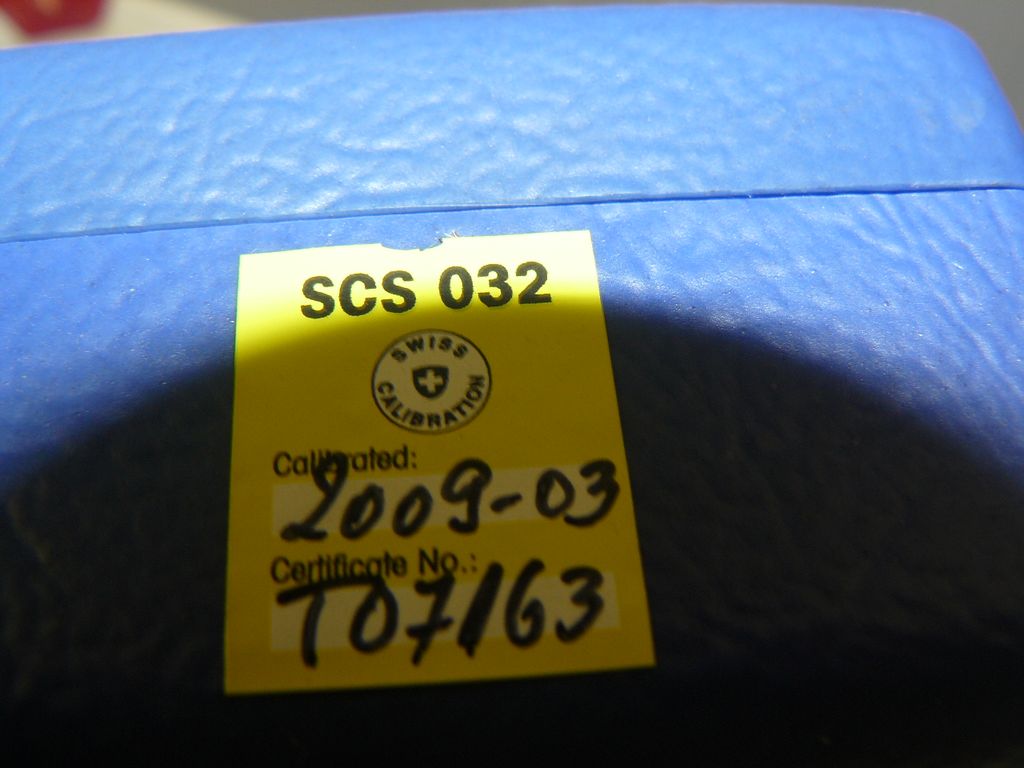 SCS 032
SWISS
CALIBRATION
Calibrated:
2009-03
Certificate No.:
T07163